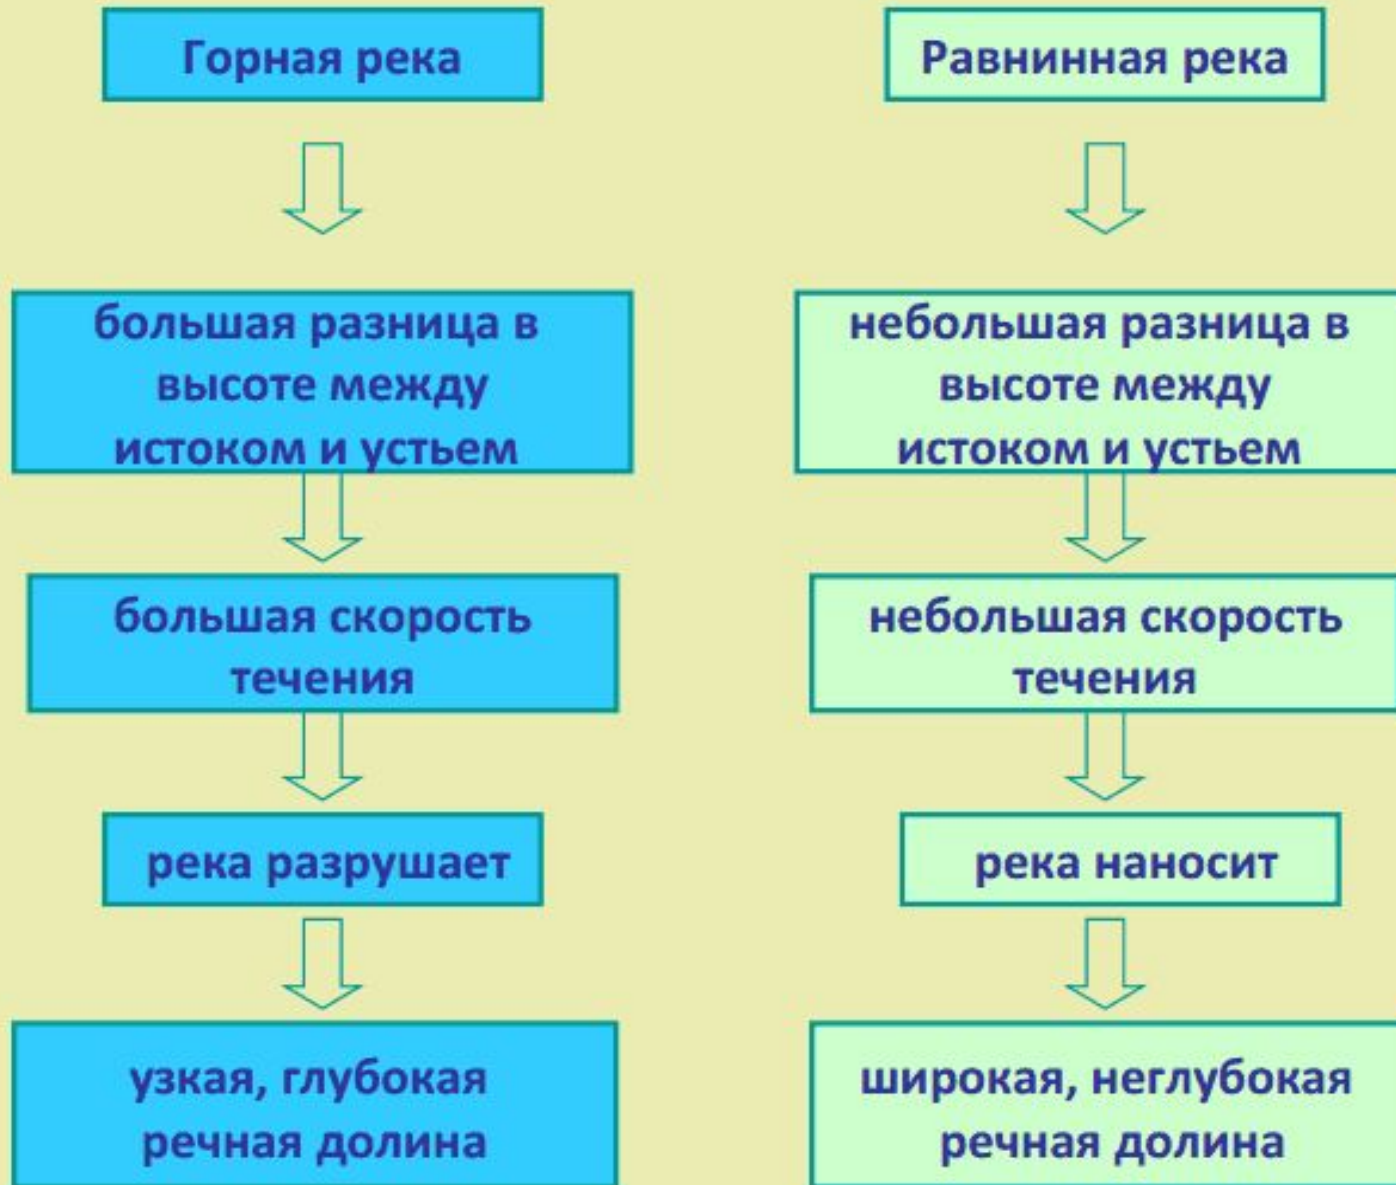 Горная река
большая разница в
высоте между
истоком и устьем
большая скорость
течения
река разрушает
узкая, глубокая
речная долина
Равнинная река
небольшая разница в
высоте между
истоком и устьем
небольшая скорость
течения
река наносит
широкая, неглубокая
речная долина